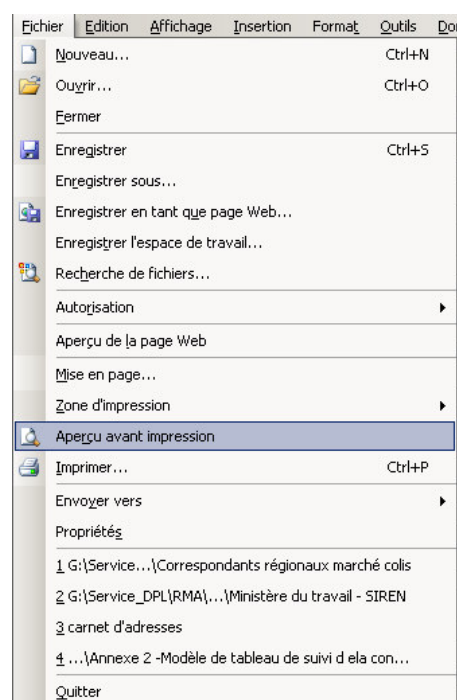 Fichier Edition Affichage Insertion Format Outils Do
Nouveau... Ctrl+N
Ouvrir... Ctrl+O
Fermer
Enregistrer Ctrl+S
Enregistrer sous...
Enregistrer en tant que page Web...
Enregistrer l'espace de travail...
Recherche de fichiers...
Autorisation
Aperçu de la page Web
Mise en page...
Zone d'impression
Aperçu avant impression
Imprimer... Ctrl+P
Envoyer vers
Propriétés
1 G:\Service...\Correspondants régionaux marché colis
2 G:\Service_DPL\RMA\...\Ministère du travail - SIREN
3 carnet d'adresses
4 ...\Annexe 2 -Modèle de tableau de suivi d ela con...
Quitter